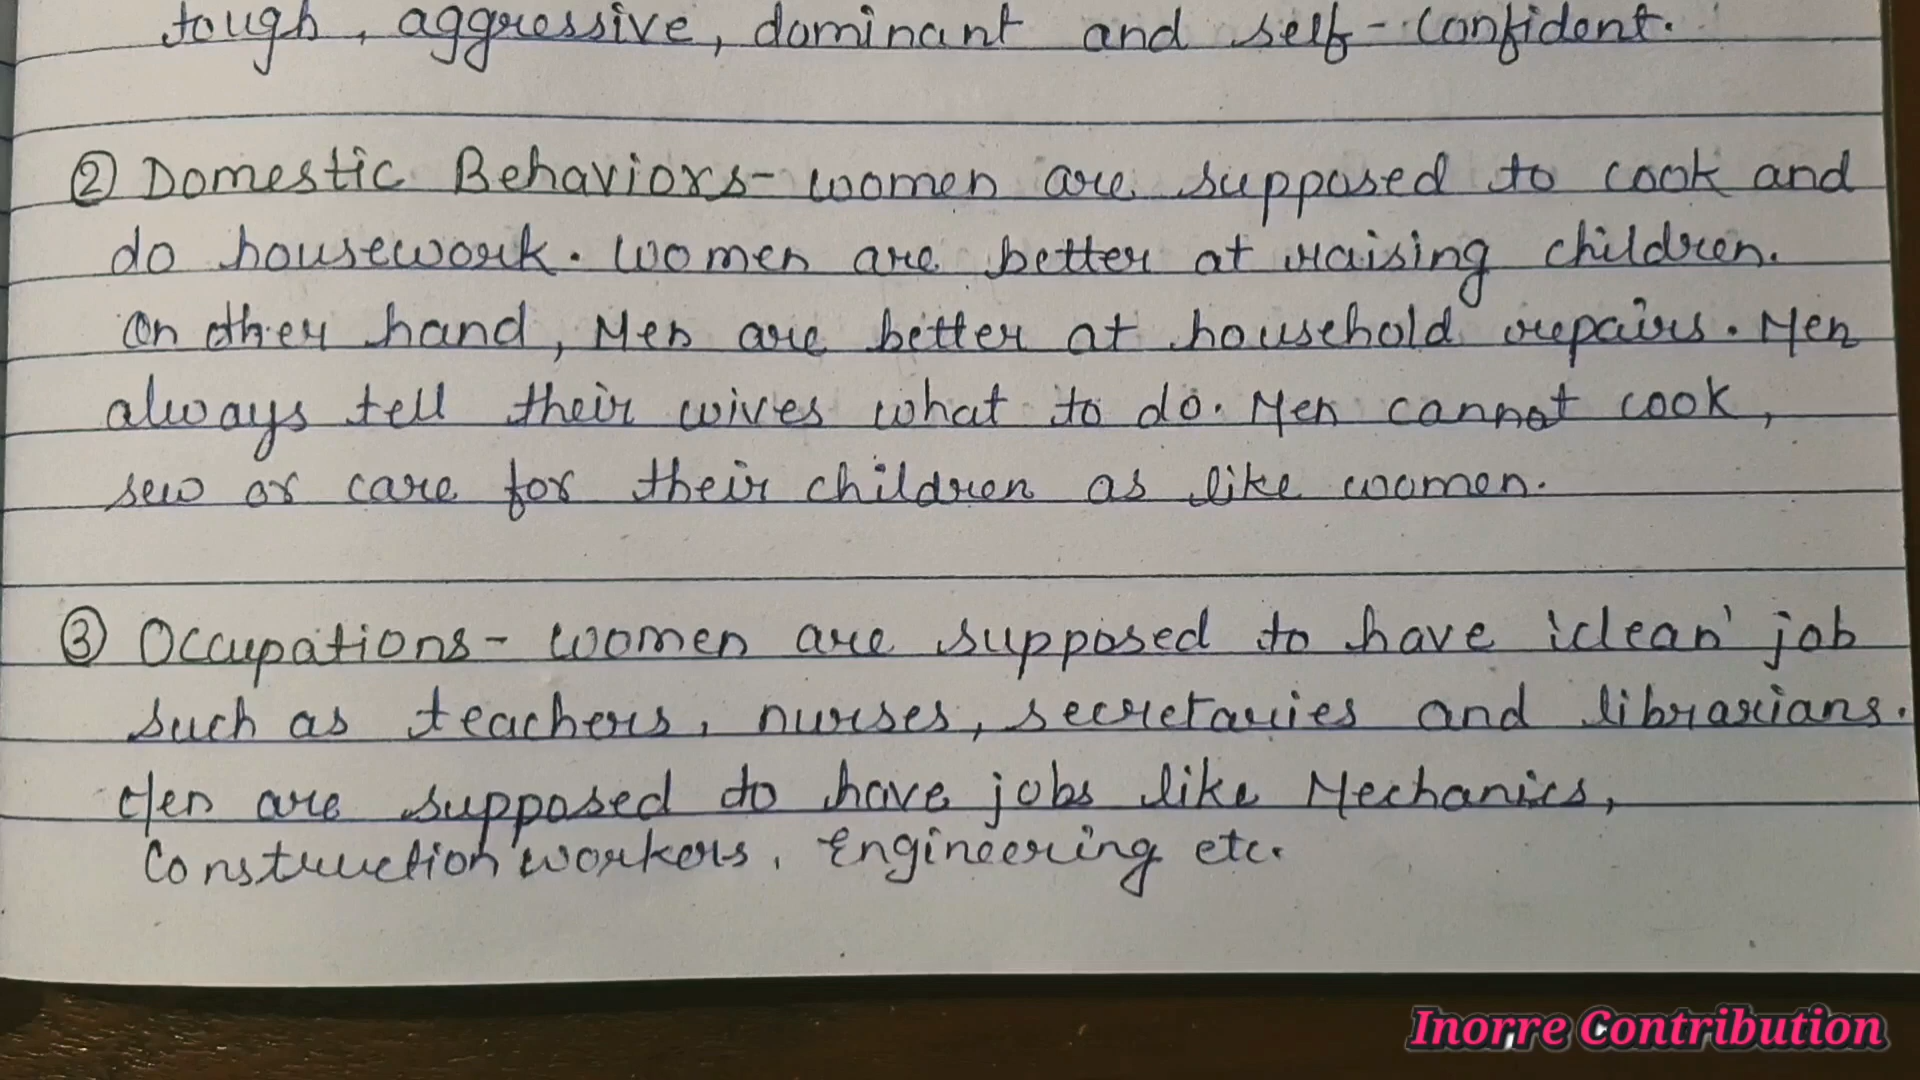 tough, aggressive, dominant and self-confident.
② Domestic Behaviors- women are supposed to cook and
do housework. Women are better at raising children.
On other hand, Men are better at household repairs. Men
always tell their wives what to do. Men cannot cook,
sew or care for their children as like women.
③ Occupations- women are supposed to have 'clean' job
such as teachers, nurses, secretaries and librarians.
Men are supposed to have jobs like Mechanics,
Construction workers, Engineering etc.
Inorre Contribution